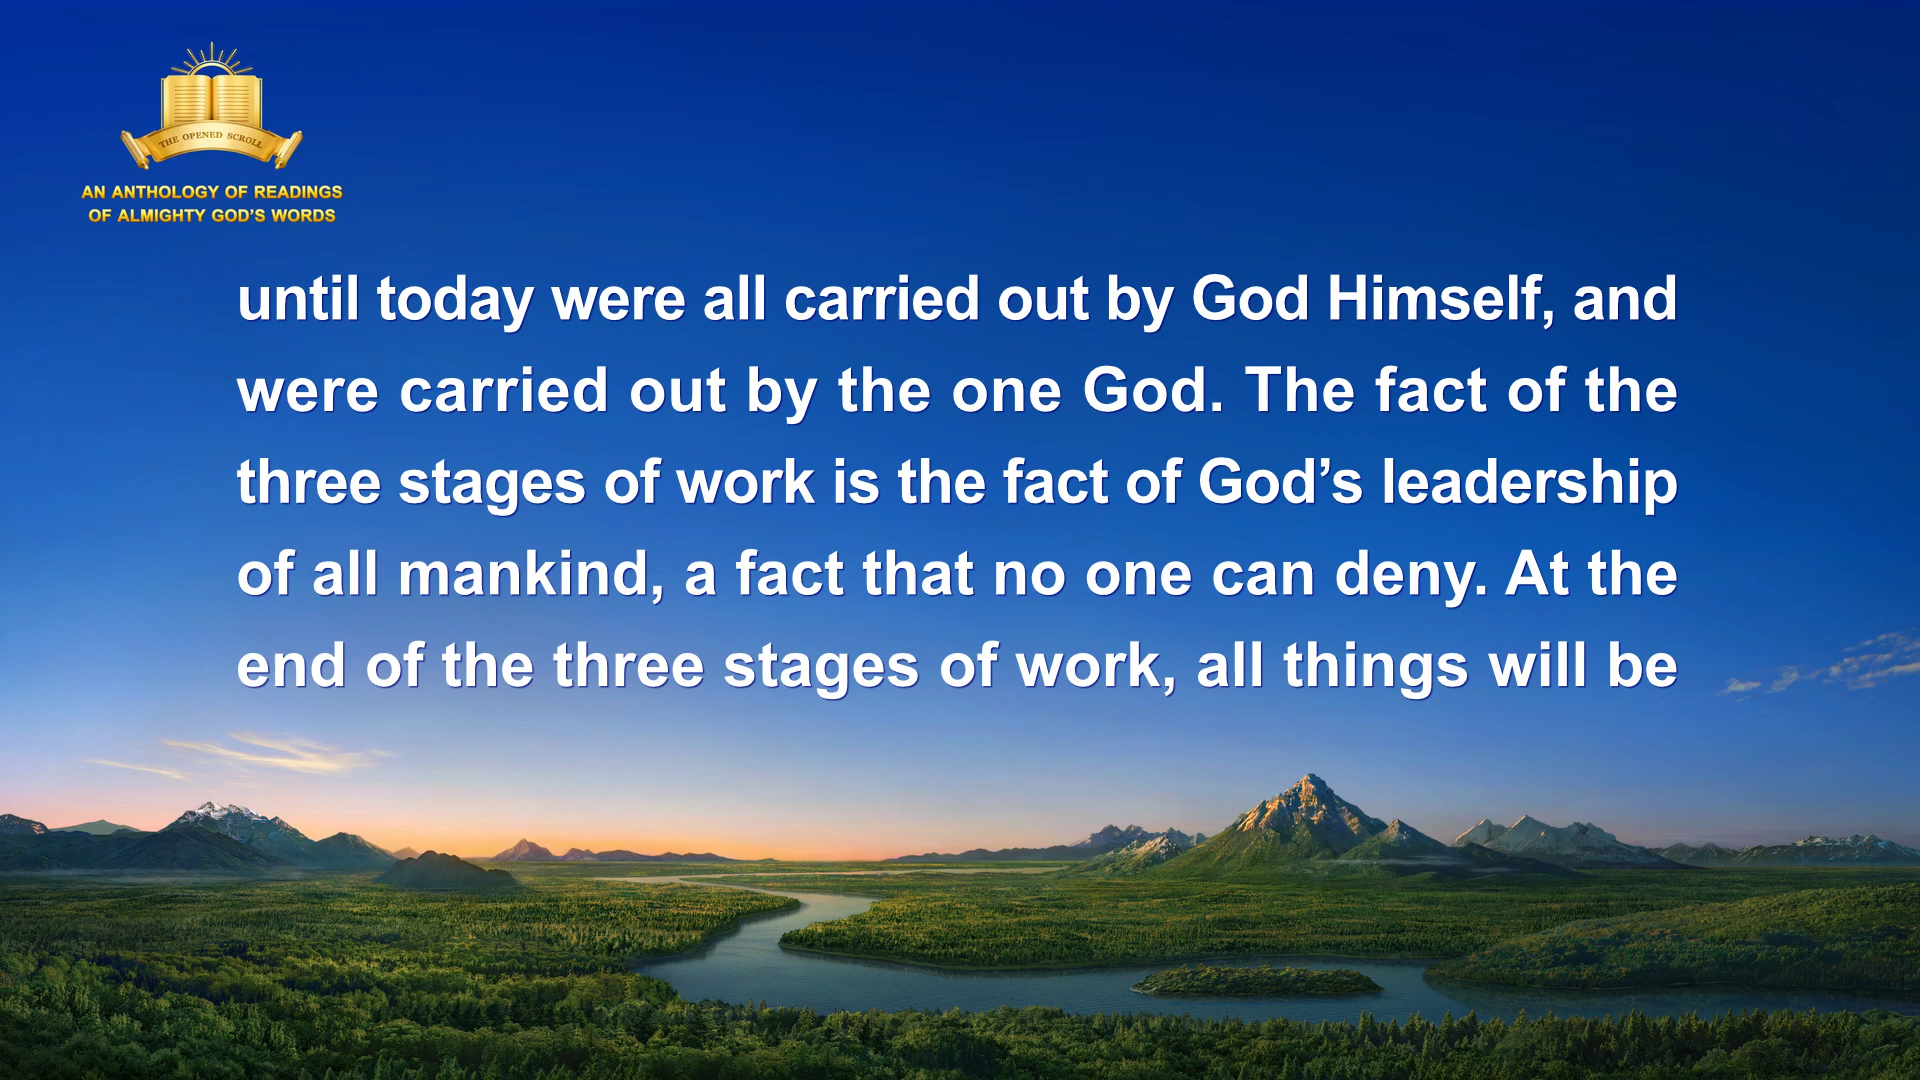 THE OPENED SCROLL
AN ANTHOLOGY OF READINGS
OF ALMIGHTY GOD'S WORDS
until today were all carried out by God Himself, and
were carried out by the one God. The fact of the
three stages of work is the fact of God’s leadership
of all mankind, a fact that no one can deny. At the
end of the three stages of work, all things will be